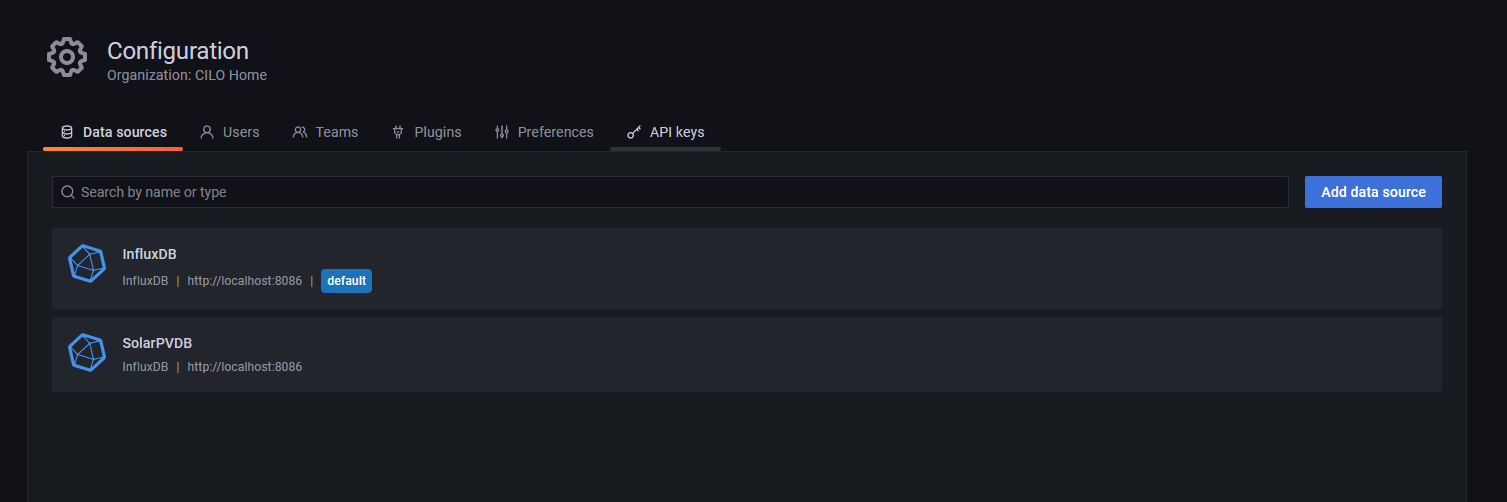 Configuration
Organization: CILO Home
Data sources Users Teams Plugins Preferences API keys
Search by name or type Add data source
InfluxDB
InfluxDB | http://localhost:8086 | default
SolarPVDB
InfluxDB | http://localhost:8086